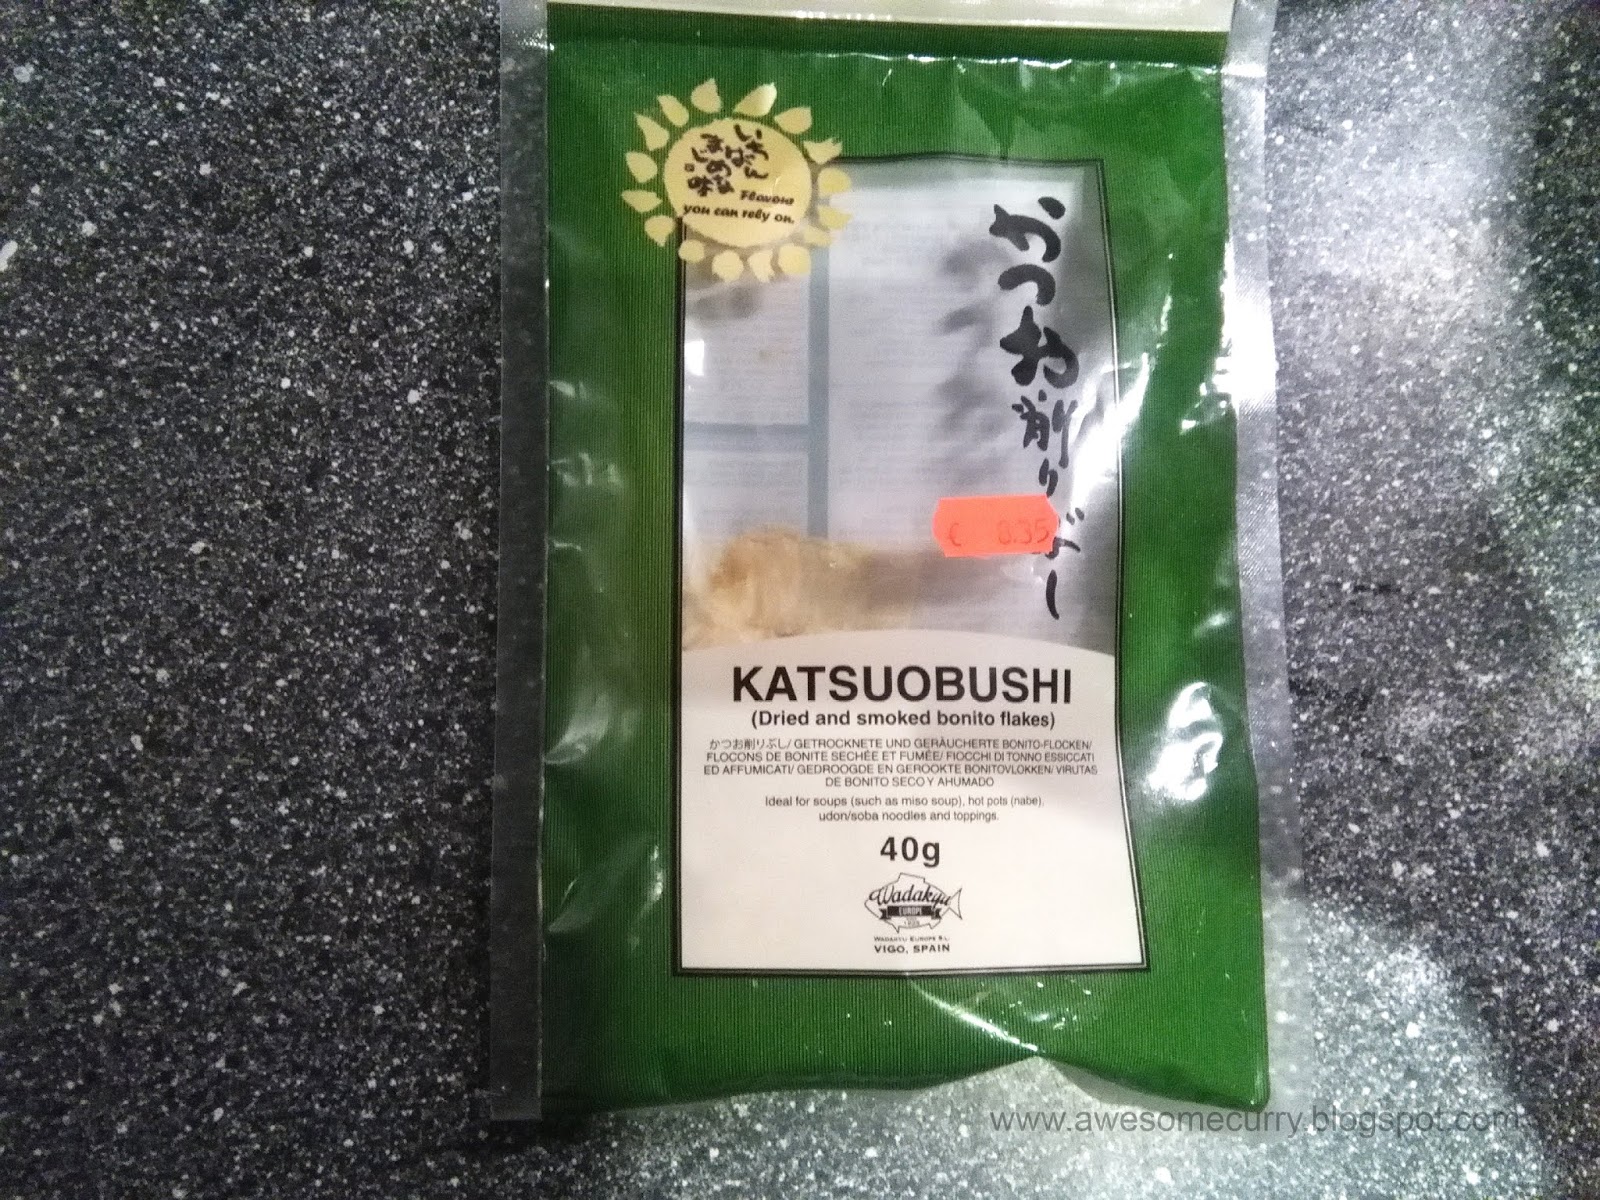 いちばん
まじめな
味。
Flavours
you can rely on.
かつお削りぶし
€ 8.35
KATSUOBUSHI
(Dried and smoked bonito flakes)
かつお削りぶし/ GETROCKNETE UND GERÄUCHERTE BONITO-FLOCKEN/
FLOCONS DE BONITE SECHÉE ET FUMÉE/ FIOCCHI DI TONNO ESSICCATI
ED AFFUMICATI/ GEDROOGDE EN GEROOKTE BONITOVLOKKEN/ VIRUTAS
DE BONITO SECO Y AHUMADO
Ideal for soups (such as miso soup), hot pots (nabe),
udon/soba noodles and toppings.
40g
Wadakyu
EUROPE
WADAKYU EUROPE S.L.
VIGO, SPAIN
www.awesomecurry.blogspot.com